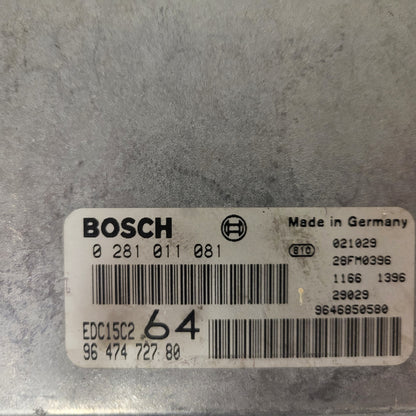 BOSCH
Made in Germany
0 281 011 081
810
021029
28FM0396
1166 1396
29029
9646850580
EDC15C2 64
96 474 727 80